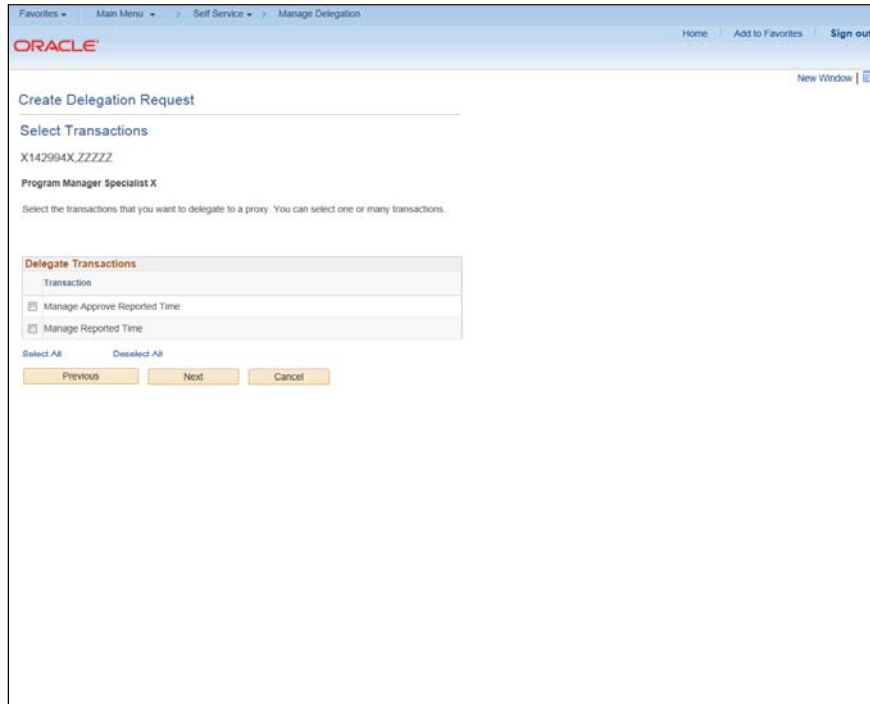 Favorites Main Menu > Self Service > Manage Delegation
ORACLE
Home Add to Favorites Sign out
New Window |
Create Delegation Request
Select Transactions
X142994X,ZZZZZ
Program Manager Specialist X
Select the transactions that you want to delegate to a proxy. You can select one or many transactions.
Delegate Transactions
Transaction
Manage Approve Reported Time
Manage Reported Time
Select All Deselect All
Previous Next Cancel